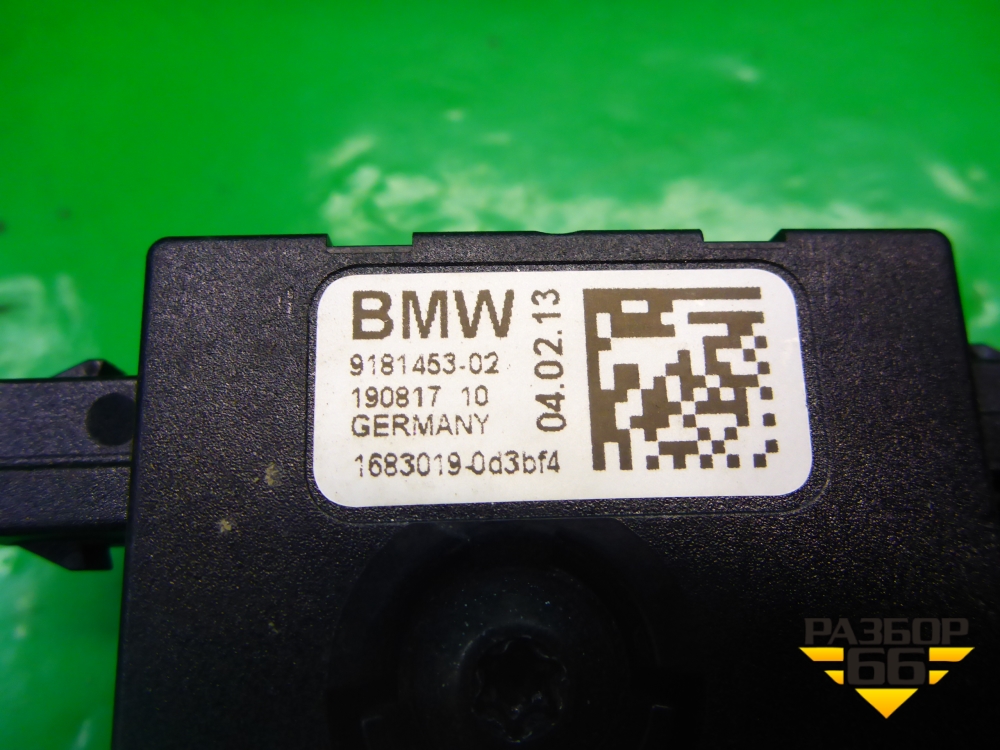 BMW
9181453-02
190817 10
GERMANY
1683019-0d3bf4
04.02.13
РАЗБОР
66